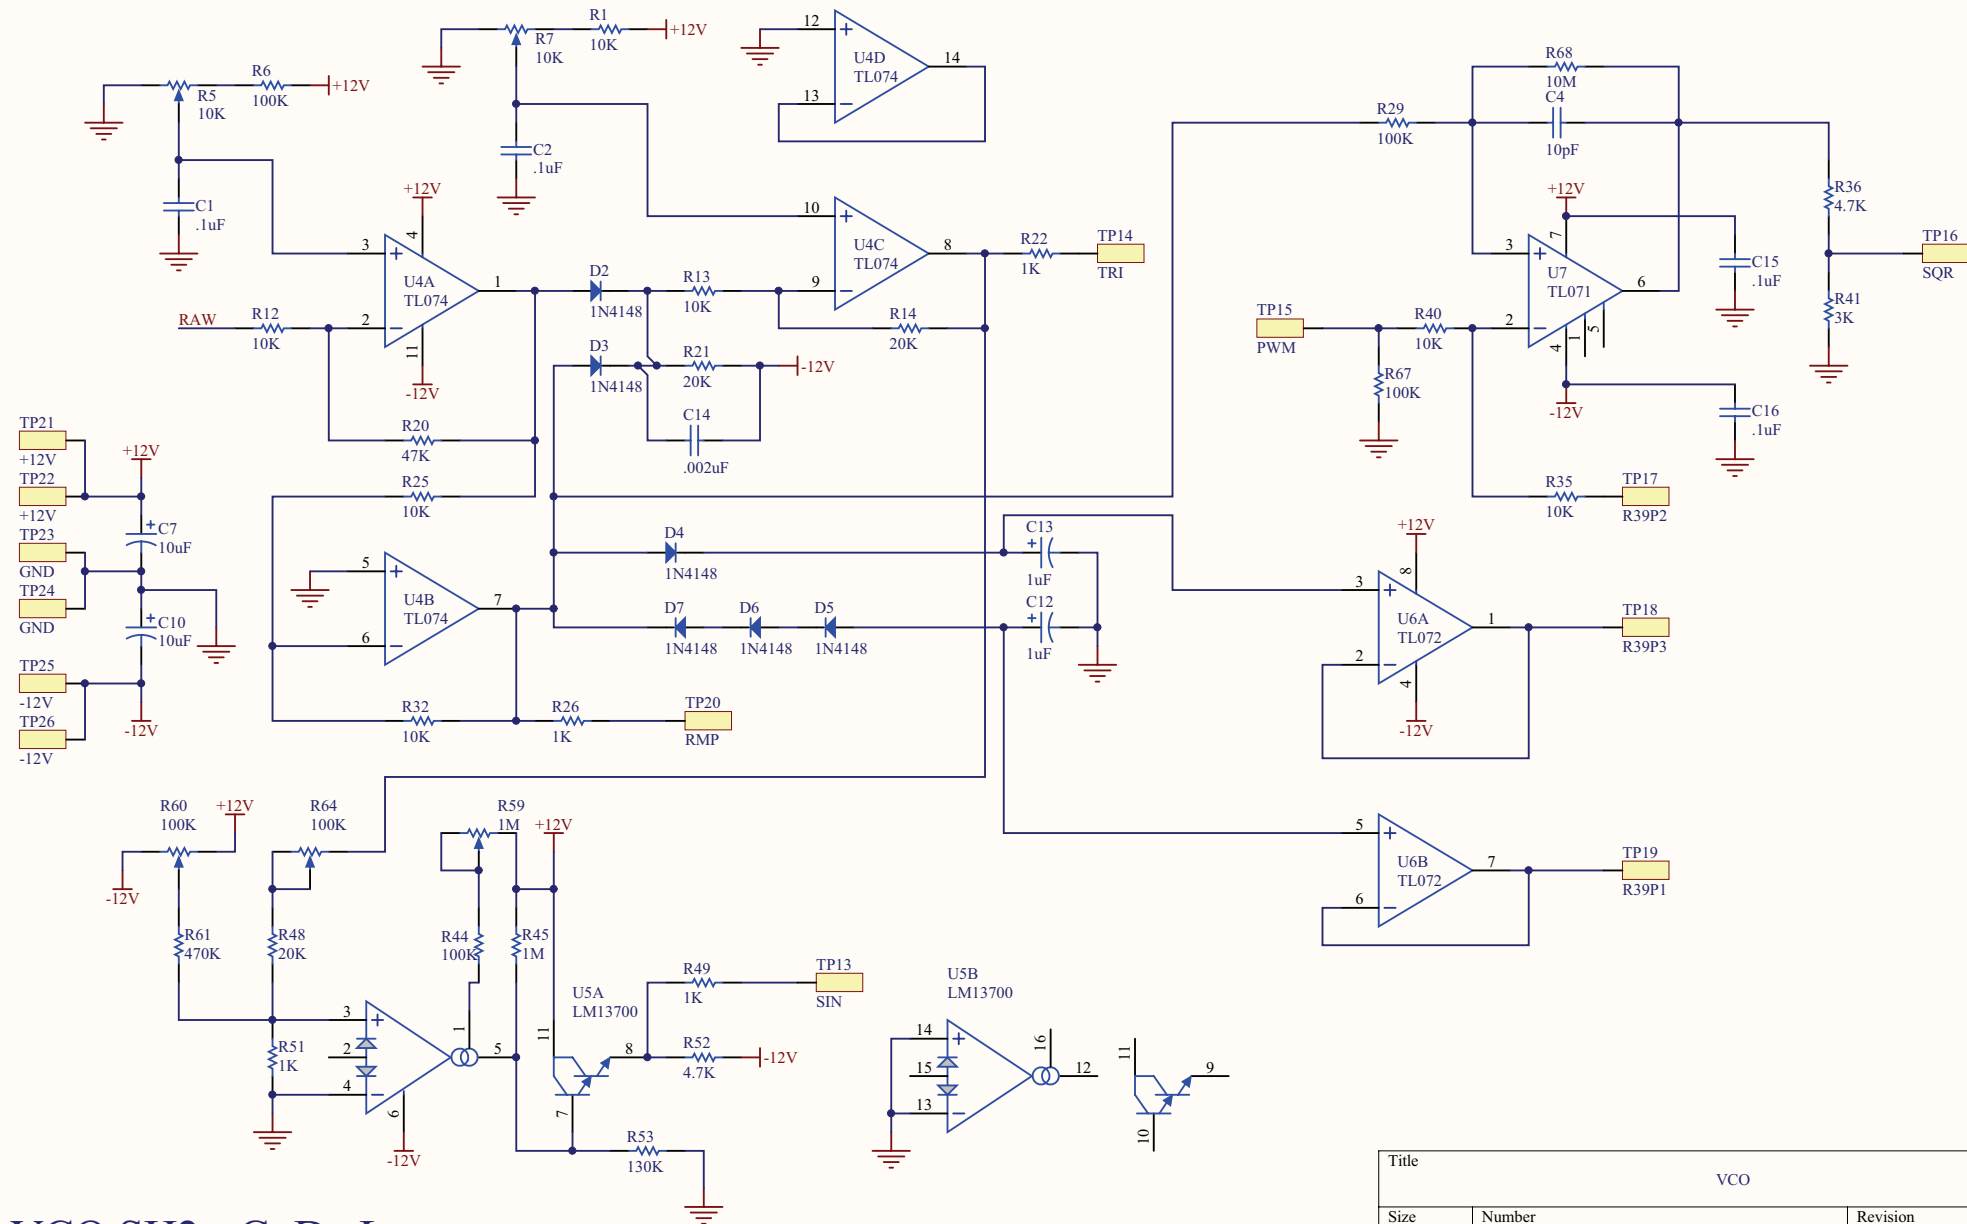 R1
10K
+12V
R7
10K
12
13
14
U4D
TL074
R6
100K
+12V
R5
10K
C2
.1uF
C1
.1uF
+12V
4
3
2
1
11
U4A
TL074
-12V
RAW
R12
10K
D2
1N4148
R13
10K
10
9
8
U4C
TL074
R22
1K
TP14
TRI
R14
20K
D3
1N4148
R21
20K
-12V
C14
.002uF
R20
47K
R25
10K
R68
10M
C4
10pF
R29
100K
R36
4.7K
TP16
SQR
R41
3K
+12V
7
3
2
6
4
1
5
U7
TL071
-12V
C15
.1uF
C16
.1uF
TP15
PWM
R40
10K
R67
100K
R35
10K
TP17
R39P2
TP21
+12V
TP22
+12V
TP23
GND
TP24
GND
TP25
-12V
TP26
-12V
+12V
+
C7
10uF
+
C10
10uF
-12V
5
6
7
U4B
TL074
D4
1N4148
D7
1N4148
D6
1N4148
D5
1N4148
C13
+
1uF
C12
+
1uF
+12V
8
3
2
1
4
U6A
TL072
-12V
TP18
R39P3
R32
10K
R26
1K
TP20
RMP
5
6
7
U6B
TL072
TP19
R39P1
R60
100K
+12V
-12V
R64
100K
R59
1M
+12V
R61
470K
R48
20K
R44
100K
R45
1M
R51
1K
3
2
4
1
5
6
-12V
U5A
LM13700
11
8
7
R49
1K
TP13
SIN
R52
4.7K
-12V
R53
130K
U5B
LM13700
14
15
13
16
12
11
9
10
Title
VCO
Size
Number
Revision